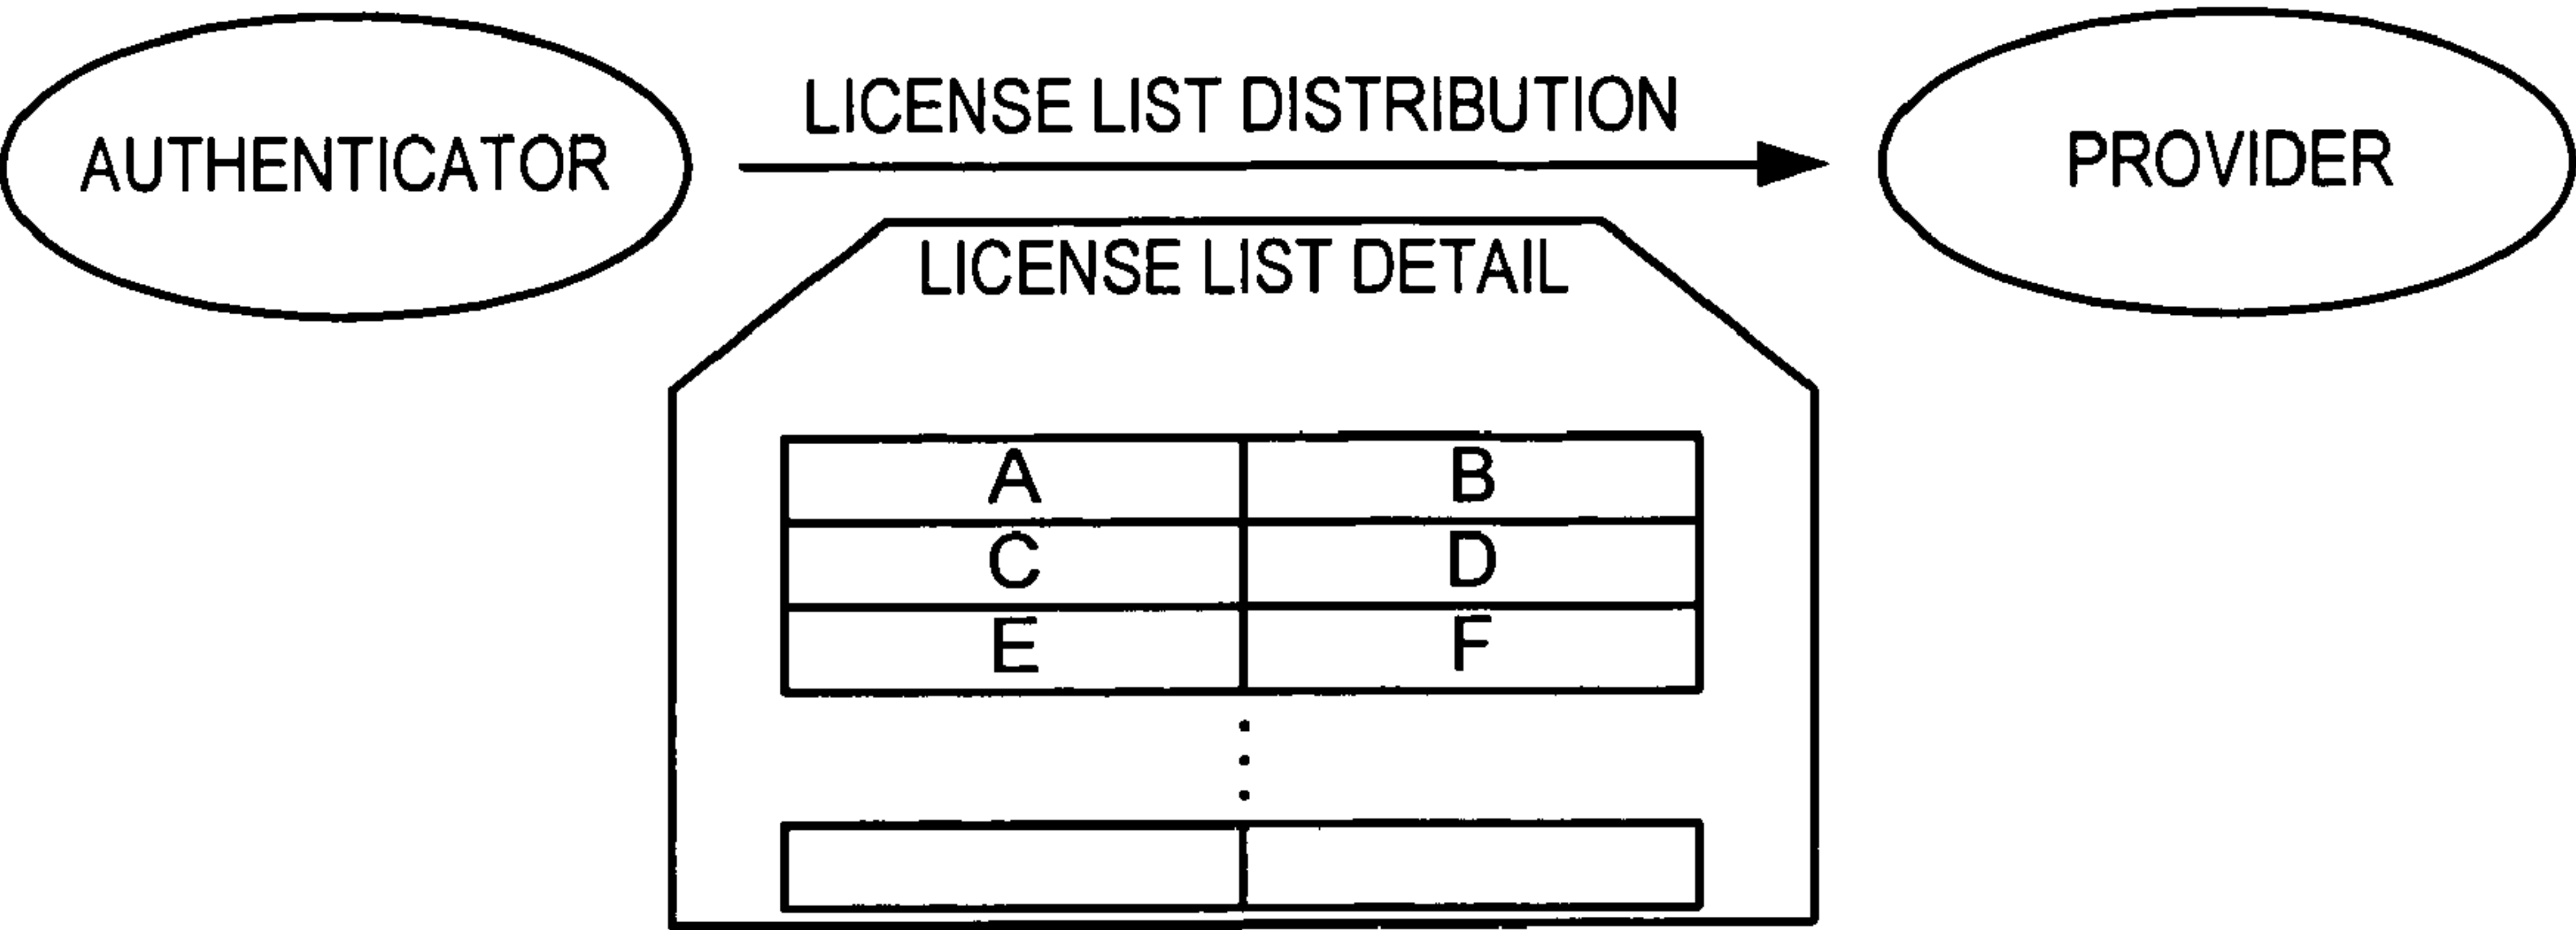 LICENSE LIST DISTRIBUTION
AUTHENTICATOR
PROVIDER
LICENSE LIST DETAIL
A B
C D
E F